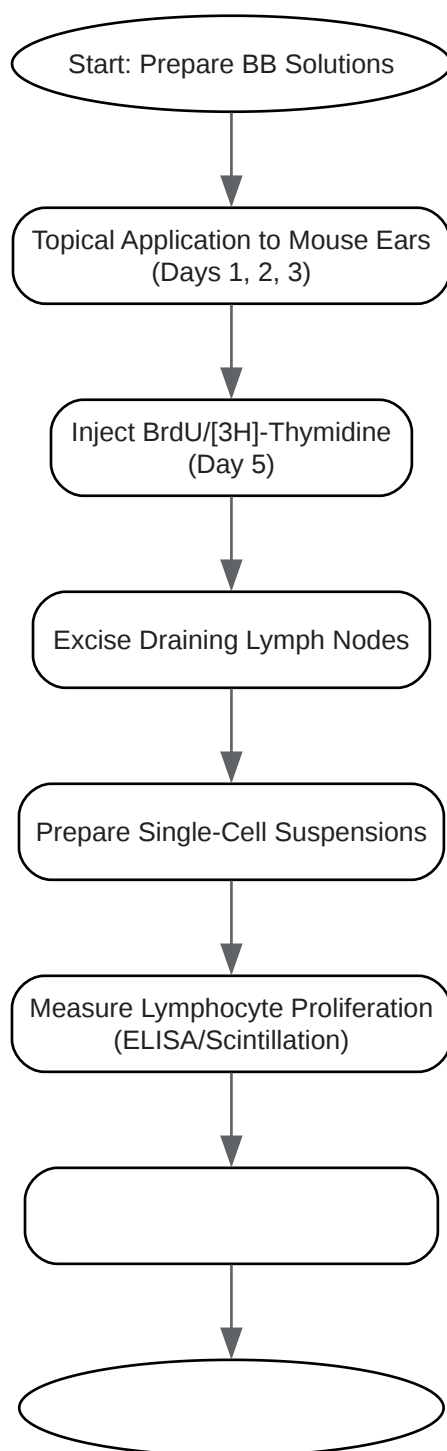 Start: Prepare BB Solutions
Topical Application to Mouse Ears
(Days 1, 2, 3)
Inject BrdU/[3H]-Thymidine
(Day 5)
Excise Draining Lymph Nodes
Prepare Single-Cell Suspensions
Measure Lymphocyte Proliferation
(ELISA/Scintillation)